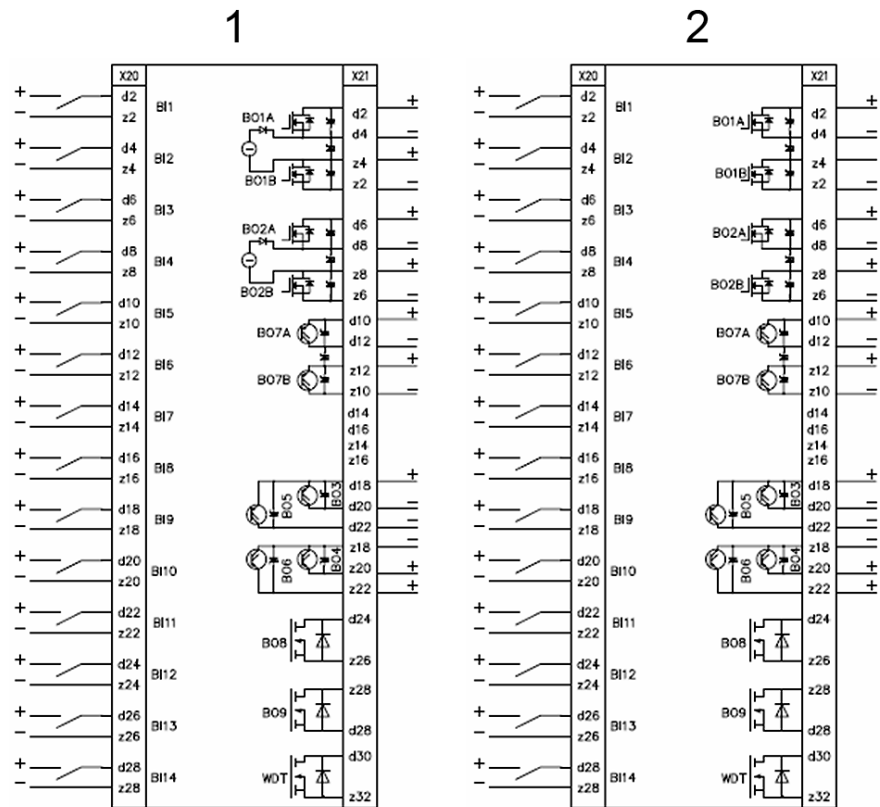 1
X20
+ d2
BI1
− z2
+ d4
BI2
− z4
+ d6
BI3
− z6
+ d8
BI4
− z8
+ d10
BI5
− z10
+ d12
BI6
− z12
+ d14
BI7
− z14
+ d16
BI8
− z16
+ d18
BI9
− z18
+ d20
BI10
− z20
+ d22
BI11
− z22
+ d24
BI12
− z24
+ d26
BI13
− z26
+ d28
BI14
− z28
X21
BO1A
d2 +
d4 −
z4 +
BO1B
z2 −
BO2A
d6 +
d8 −
z8 +
BO2B
z6 −
BO7A
d10 +
d12 −
BO7B
z12 +
z10 −
d14
d16
z14
z16
d18 +
BO5
BO3
d20 −
d22 −
z18 −
BO6
BO4
z20 +
z22 +
d24
BO8
z26
z28
BO9
d28
d30
WDT
z32
2
X20
+ d2
BI1
− z2
+ d4
BI2
− z4
+ d6
BI3
− z6
+ d8
BI4
− z8
+ d10
BI5
− z10
+ d12
BI6
− z12
+ d14
BI7
− z14
+ d16
BI8
− z16
+ d18
BI9
− z18
+ d20
BI10
− z20
+ d22
BI11
− z22
+ d24
BI12
− z24
+ d26
BI13
− z26
+ d28
BI14
− z28
X21
BO1A
d2 +
d4 −
z4 +
BO1B
z2 −
BO2A
d6 +
d8 −
z8 +
BO2B
z6 −
BO7A
d10 +
d12 −
BO7B
z12 +
z10 −
d14
d16
z14
z16
d18 +
BO5
BO3
d20 −
d22 −
z18 −
BO6
BO4
z20 +
z22 +
d24
BO8
z26
z28
BO9
d28
d30
WDT
z32